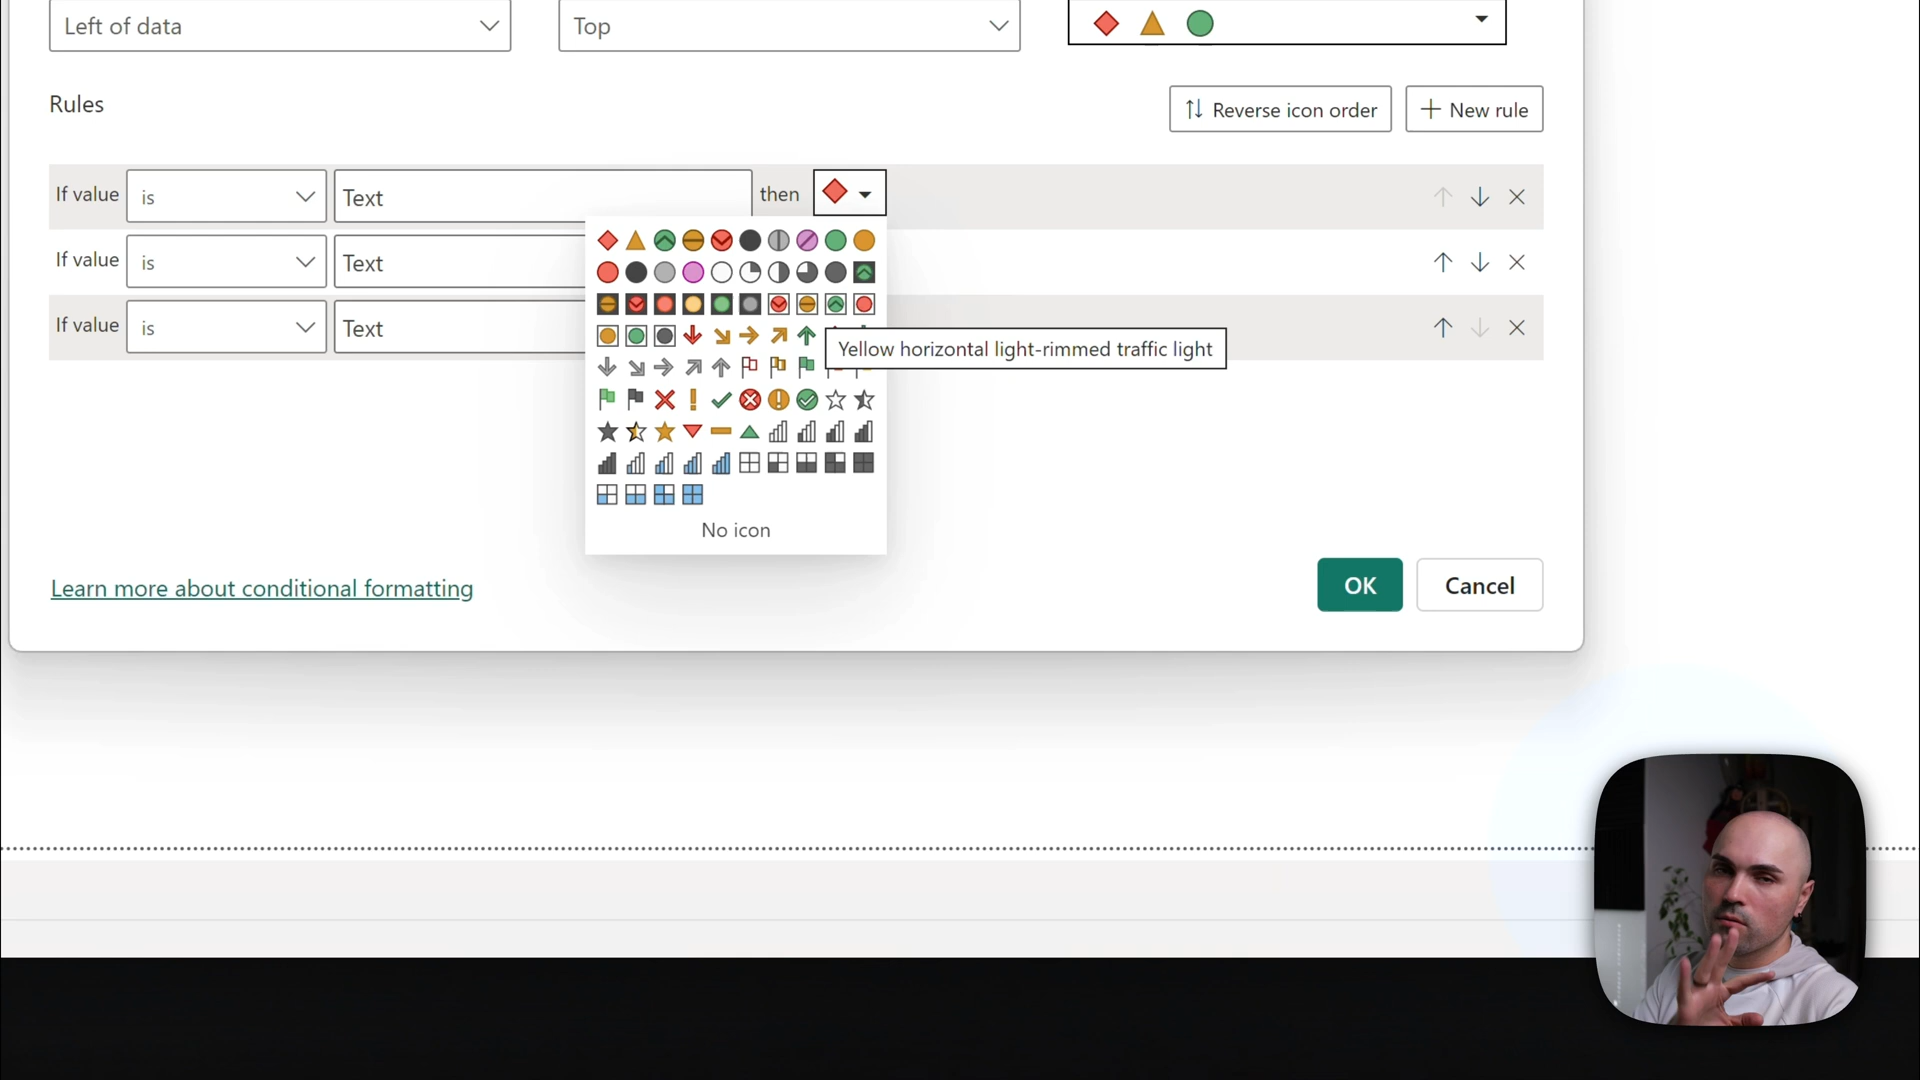 Left of data
Top
Rules
Reverse icon order
New rule
If value
is
Text
then
If value
is
Text
If value
is
Text
Yellow horizontal light-rimmed traffic light
No icon
Learn more about conditional formatting
OK
Cancel